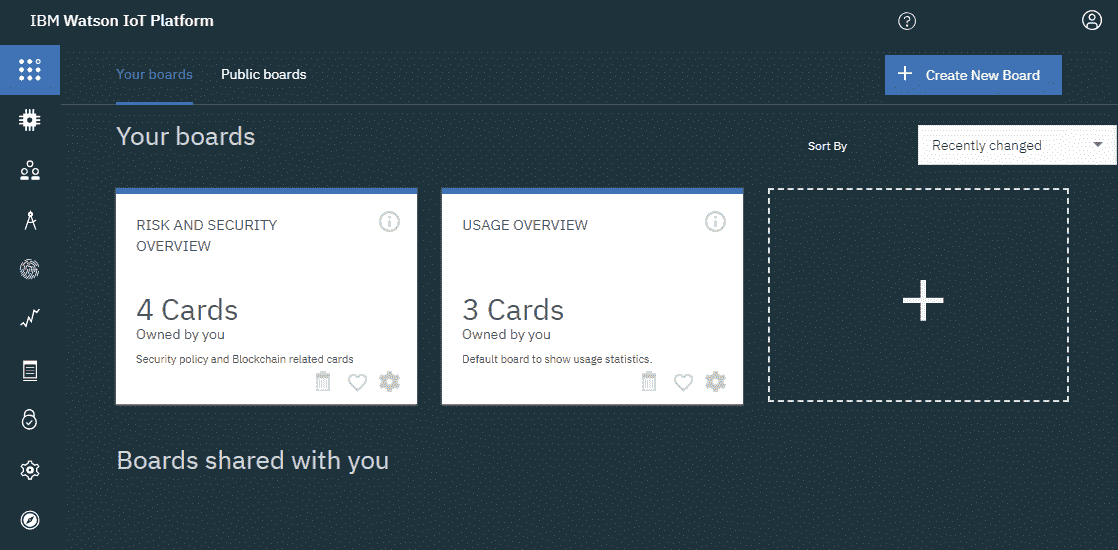 IBM Watson IoT Platform
Your boards
Public boards
Create New Board
Your boards
Sort By
Recently changed
RISK AND SECURITY
OVERVIEW
4 Cards
Owned by you
Security policy and Blockchain related cards
USAGE OVERVIEW
3 Cards
Owned by you
Default board to show usage statistics.
Boards shared with you